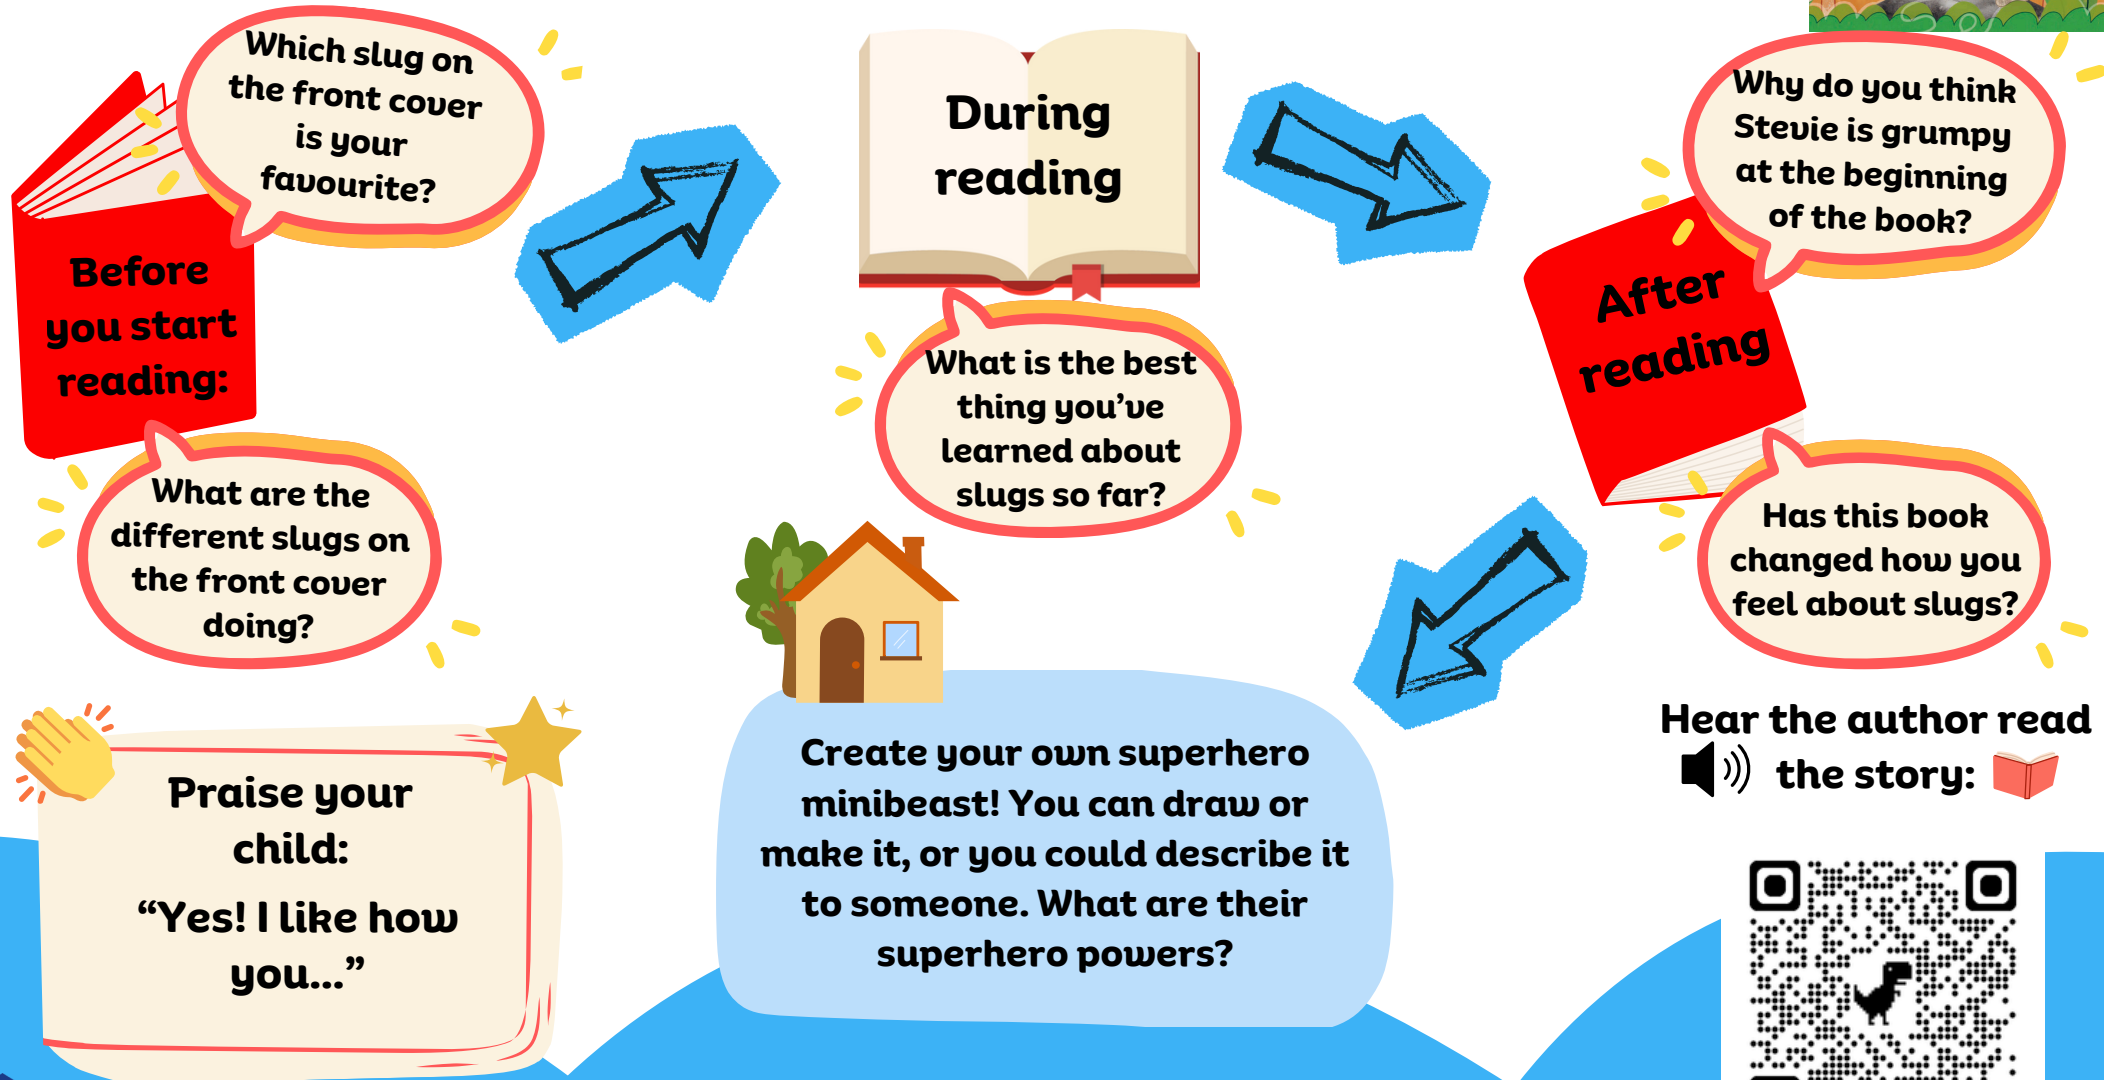 Which slug on
the front cover
is your
favourite?
Before
you start
reading:
What are the
different slugs on
the front cover
doing?
During
reading
What is the best
thing you've
learned about
slugs so far?
Why do you think
Stevie is grumpy
at the beginning
of the book?
After
reading
Has this book
changed how you
feel about slugs?
Create your own superhero
minibeast! You can draw or
make it, or you could describe it
to someone. What are their
superhero powers?
Praise your
child:
“Yes! I like how
you...”
Hear the author read
the story: